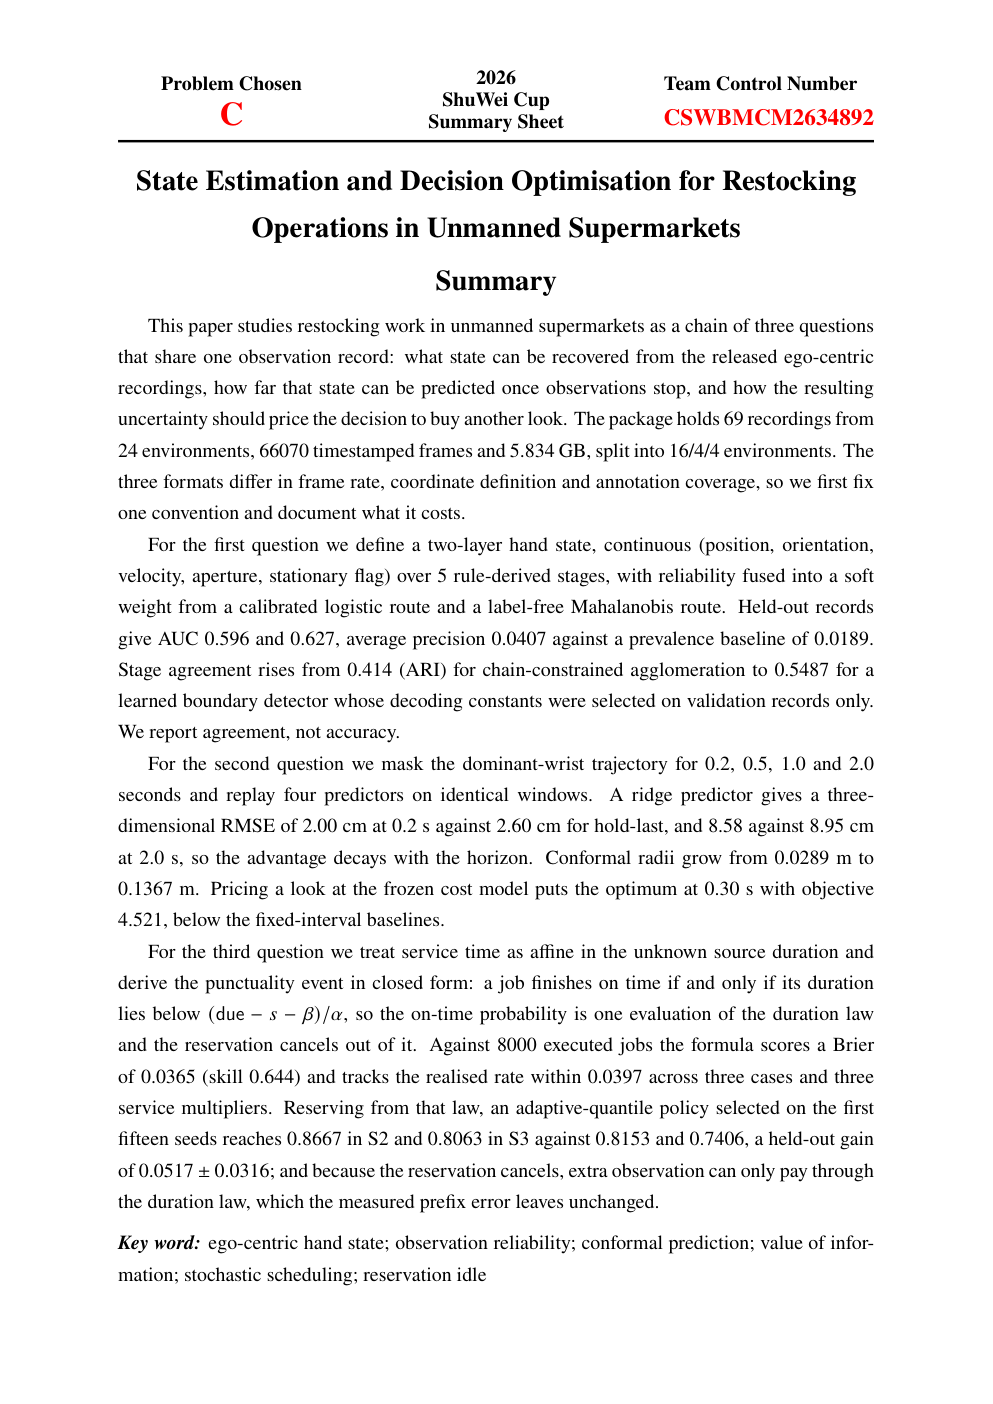 Problem Chosen
C
2026
ShuWei Cup
Summary Sheet
Team Control Number
CSWBMCM2634892
State Estimation and Decision Optimisation for Restocking
Operations in Unmanned Supermarkets
Summary
This paper studies restocking work in unmanned supermarkets as a chain of three questions
that share one observation record: what state can be recovered from the released ego-centric
recordings, how far that state can be predicted once observations stop, and how the resulting
uncertainty should price the decision to buy another look. The package holds 69 recordings from
24 environments, 66070 timestamped frames and 5.834 GB, split into 16/4/4 environments. The
three formats differ in frame rate, coordinate definition and annotation coverage, so we first fix
one convention and document what it costs.
For the first question we define a two-layer hand state, continuous (position, orientation,
velocity, aperture, stationary flag) over 5 rule-derived stages, with reliability fused into a soft
weight from a calibrated logistic route and a label-free Mahalanobis route. Held-out records
give AUC 0.596 and 0.627, average precision 0.0407 against a prevalence baseline of 0.0189.
Stage agreement rises from 0.414 (ARI) for chain-constrained agglomeration to 0.5487 for a
learned boundary detector whose decoding constants were selected on validation records only.
We report agreement, not accuracy.
For the second question we mask the dominant-wrist trajectory for 0.2, 0.5, 1.0 and 2.0
seconds and replay four predictors on identical windows. A ridge predictor gives a three-
dimensional RMSE of 2.00 cm at 0.2 s against 2.60 cm for hold-last, and 8.58 against 8.95 cm
at 2.0 s, so the advantage decays with the horizon. Conformal radii grow from 0.0289 m to
0.1367 m. Pricing a look at the frozen cost model puts the optimum at 0.30 s with objective
4.521, below the fixed-interval baselines.
For the third question we treat service time as affine in the unknown source duration and
derive the punctuality event in closed form: a job finishes on time if and only if its duration
lies below (due − s − β)/α, so the on-time probability is one evaluation of the duration law
and the reservation cancels out of it. Against 8000 executed jobs the formula scores a Brier
of 0.0365 (skill 0.644) and tracks the realised rate within 0.0397 across three cases and three
service multipliers. Reserving from that law, an adaptive-quantile policy selected on the first
fifteen seeds reaches 0.8667 in S2 and 0.8063 in S3 against 0.8153 and 0.7406, a held-out gain
of 0.0517 ± 0.0316; and because the reservation cancels, extra observation can only pay through
the duration law, which the measured prefix error leaves unchanged.
Key word: ego-centric hand state; observation reliability; conformal prediction; value of infor-
mation; stochastic scheduling; reservation idle